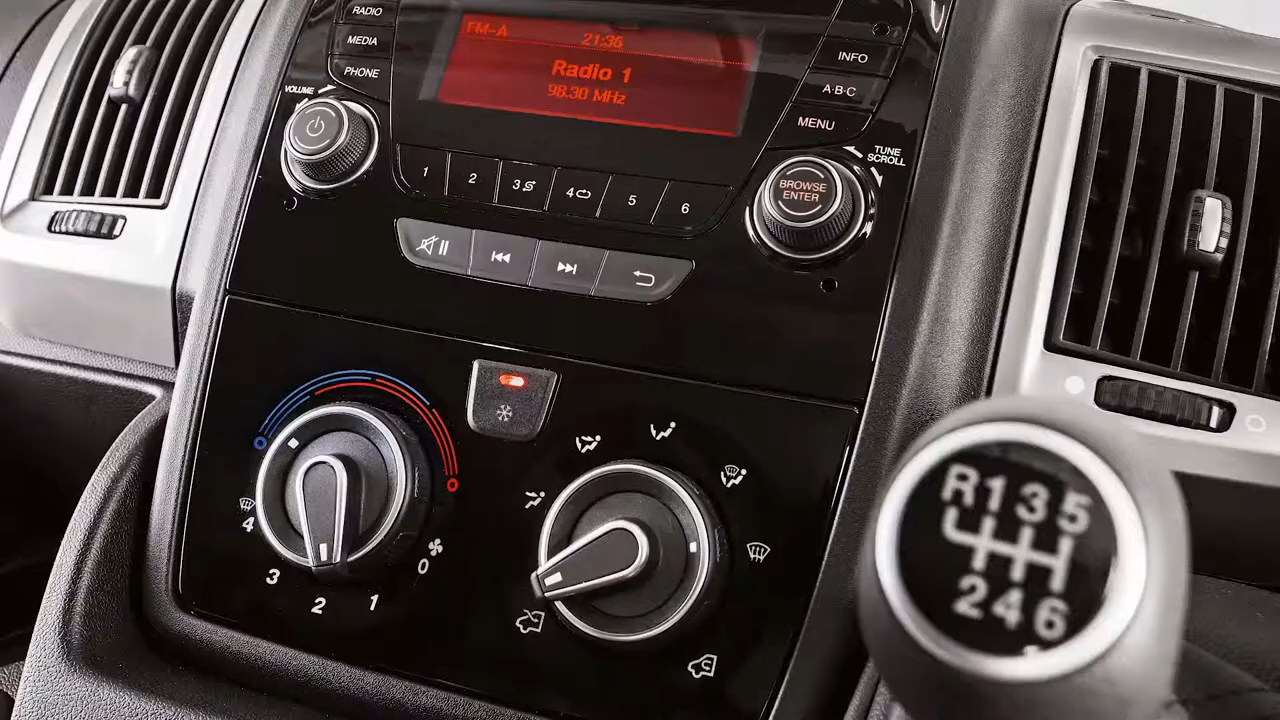 RADIO
MEDIA
PHONE
VOLUME
FM-A
21:36
Radio 1
98.30 MHz
INFO
A·B·C
MENU
TUNE
SCROLL
BROWSE
ENTER
1 2 3 4 5 6
4
3
2
1
0
R 1 3 5
2 4 6